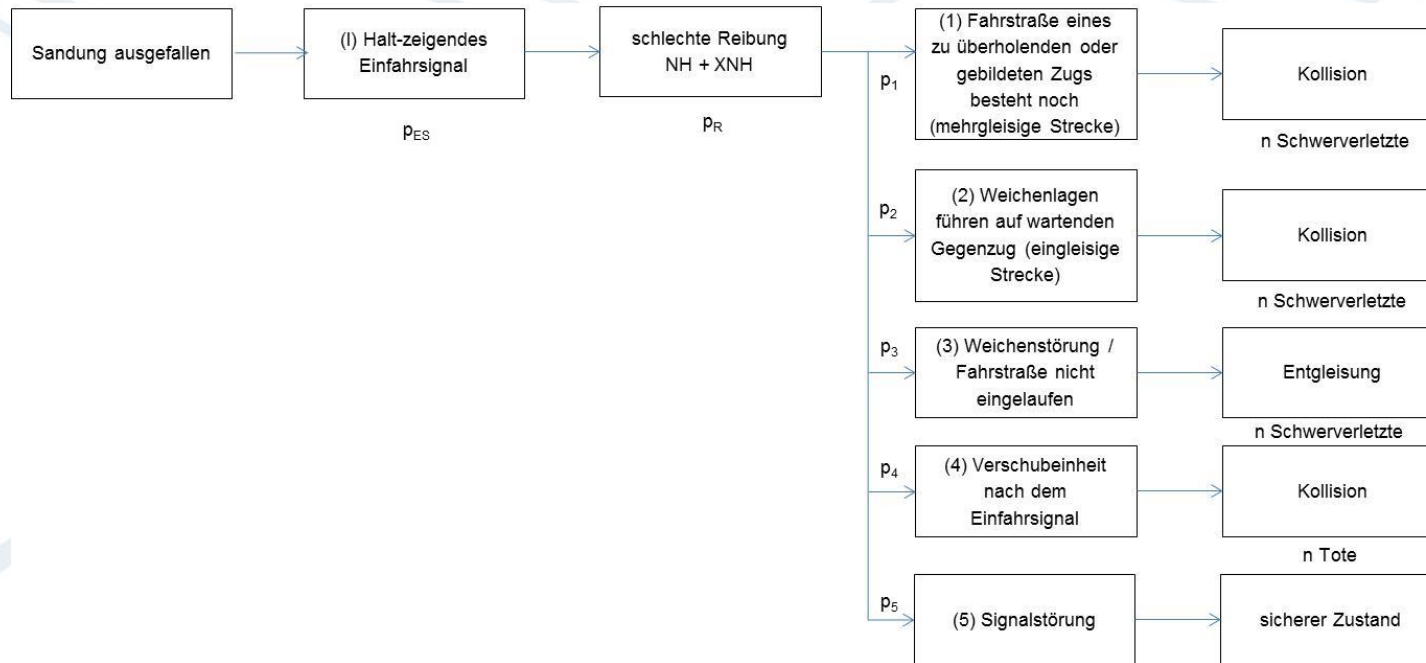 Sandung ausgefallen
(I) Halt-zeigendes
Einfahrsignal
pES
schlechte Reibung
NH + XNH
pR
p1
(1) Fahrstraße eines
zu überholenden oder
gebildeten Zugs
besteht noch
(mehrgleisige Strecke)
Kollision
n Schwerverletzte
p2
(2) Weichenlagen
führen auf wartenden
Gegenzug (eingleisige
Strecke)
Kollision
n Schwerverletzte
p3
(3) Weichenstörung /
Fahrstraße nicht
eingelaufen
Entgleisung
n Schwerverletzte
p4
(4) Verschubeinheit
nach dem
Einfahrsignal
Kollision
n Tote
p5
(5) Signalstörung
sicherer Zustand